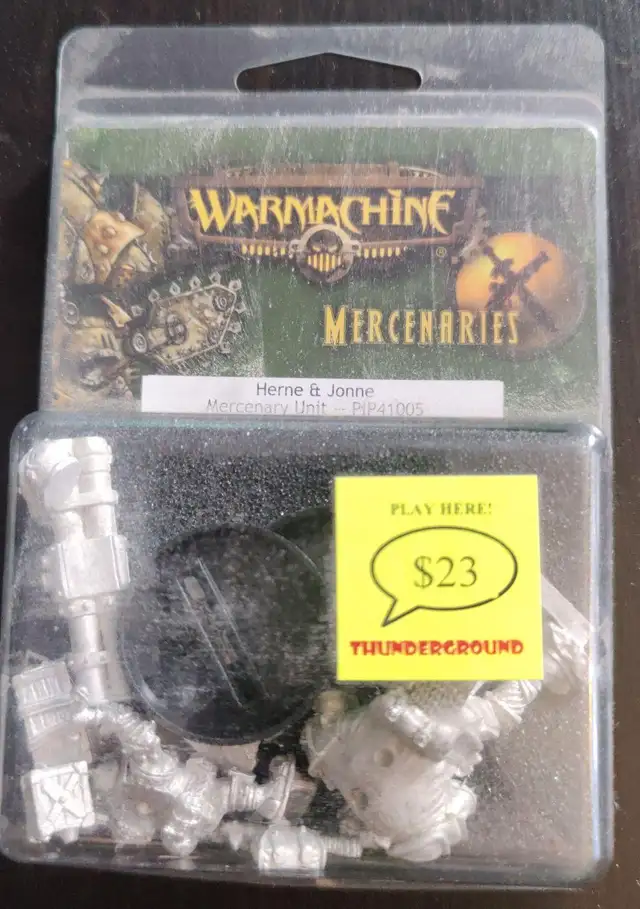 WARMACHINE®
MERCENARIES
Herne & Jonne
Mercenary Unit – PIP41005
PLAY HERE!
$23
THUNDERGROUND